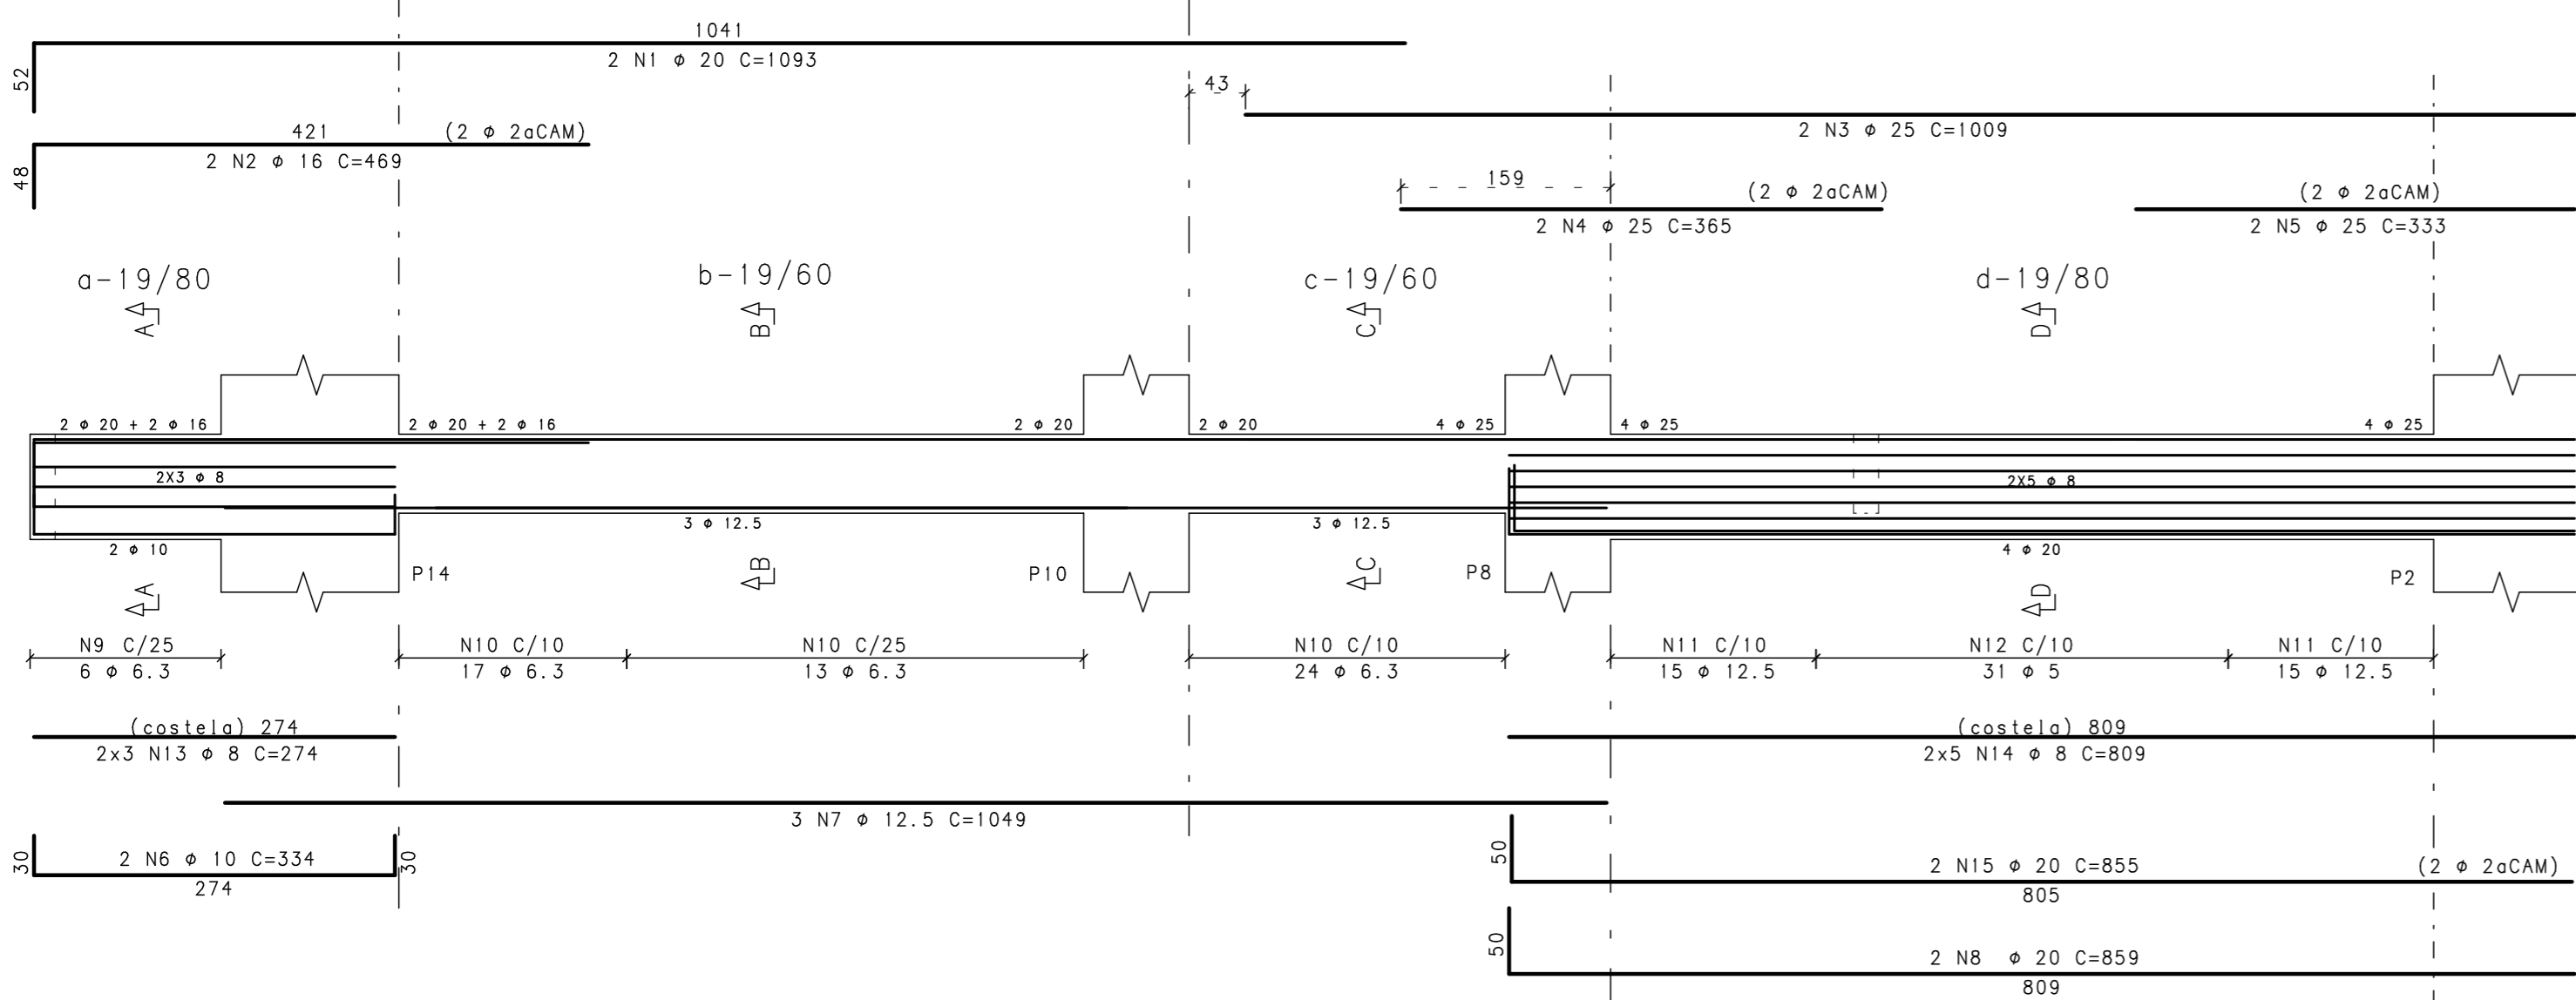 1041
2 N1 ϕ 20 C=1093
52
43
2 N3 ϕ 25 C=1009
421 (2 ϕ 2aCAM)
2 N2 ϕ 16 C=469
48
159 (2 ϕ 2aCAM) (2 ϕ 2aCAM)
2 N4 ϕ 25 C=365 2 N5 ϕ 25 C=333
a-19/80 b-19/60 c-19/60 d-19/80
A B C D
2 ϕ 20 + 2 ϕ 16 2 ϕ 20 + 2 ϕ 16 2 ϕ 20 2 ϕ 20 4 ϕ 25 4 ϕ 25 4 ϕ 25
2X3 ϕ 8 2X5 ϕ 8
3 ϕ 12.5 3 ϕ 12.5
2 ϕ 10 4 ϕ 20
P14 P10 P8 P2
A B C D
N9 C/25 N10 C/10 N10 C/25 N10 C/10 N11 C/10 N12 C/10 N11 C/10
6 ϕ 6.3 17 ϕ 6.3 13 ϕ 6.3 24 ϕ 6.3 15 ϕ 12.5 31 ϕ 5 15 ϕ 12.5
(costela) 274 (costela) 809
2x3 N13 ϕ 8 C=274 2x5 N14 ϕ 8 C=809
3 N7 ϕ 12.5 C=1049
30 2 N6 ϕ 10 C=334 30
274
50 2 N15 ϕ 20 C=855 (2 ϕ 2aCAM)
805
50 2 N8 ϕ 20 C=859
809